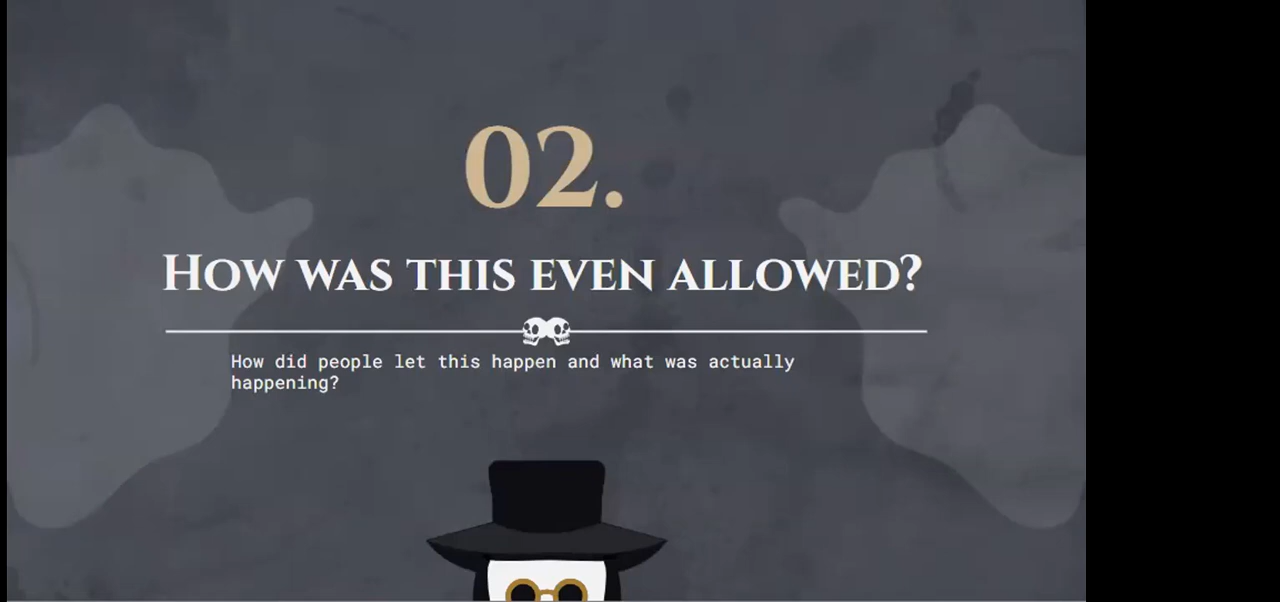 02.
How was this even allowed?
How did people let this happen and what was actually
happening?